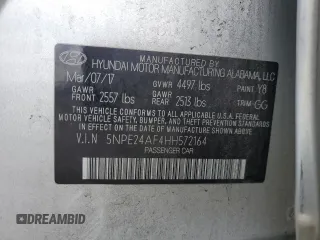 HYUNDAI MOTOR MANUFACTURING ALABAMA, LLC
Mar/07/17 GVWR 4497 lbs PAINT: Y8
GAWR FRONT 2557 lbs GAWR REAR 2513 lbs TRIM: GG
THIS VEHICLE CONFORMS TO ALL APPLICABLE FEDERAL
MOTOR VEHICLE SAFETY, BUMPER, AND THEFT
PREVENTION STANDARDS IN EFFECT ON THE DATE OF
MANUFACTURE SHOWN ABOVE.
V.I.N 5NPE24AF4HH572164
PASSENGER CAR
DREAMBID